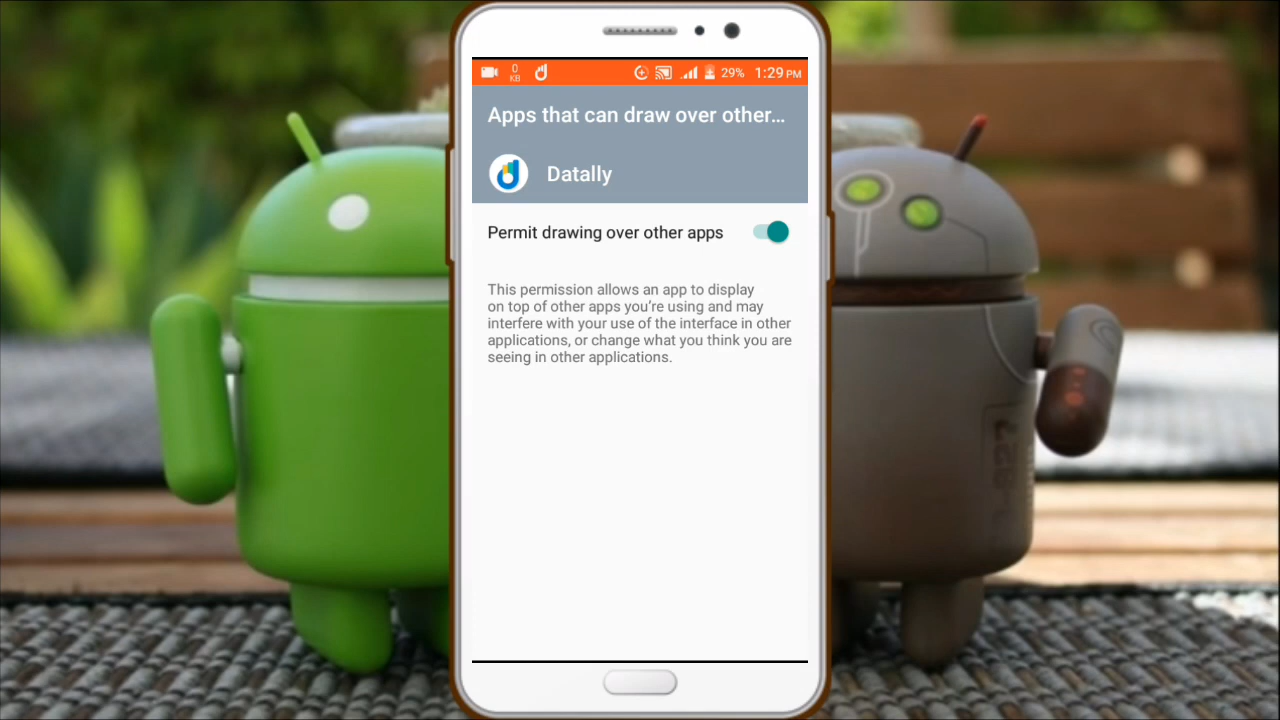 0
KB
29% 1:29 PM
Apps that can draw over other...
Datally
Permit drawing over other apps
This permission allows an app to display
on top of other apps you're using and may
interfere with your use of the interface in other
applications, or change what you think you are
seeing in other applications.